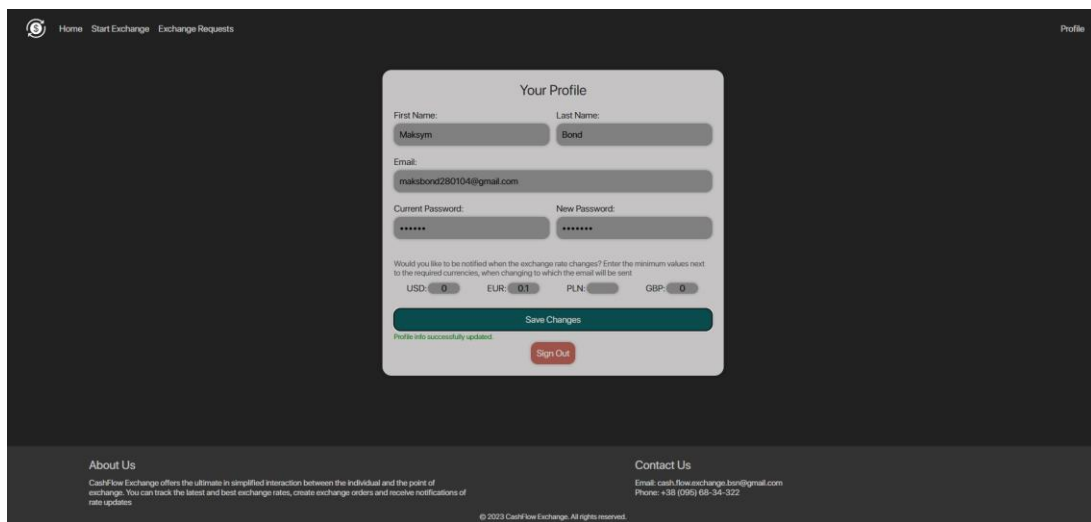 Home Start Exchange Exchange Requests Profile
Your Profile
First Name: Last Name:
Maksym Bond
Email:
maksbond280104@gmail.com
Current Password: New Password:
•••••• •••••••
Would you like to be notified when the exchange rate changes? Enter the minimum values next
to the required currencies, when changing to which the email will be sent
USD: 0 EUR: 0.1 PLN: GBP: 0
Save Changes
Profile info successfully updated.
Sign Out
About Us
CashFlow Exchange offers the ultimate in simplified interaction between the individual and the point of
exchange. You can track the latest and best exchange rates, create exchange orders and receive notifications of
rate updates
Contact Us
Email: cash.flow.exchange.bsn@gmail.com
Phone: +38 (095) 68-34-322
© 2023 CashFlow Exchange. All rights reserved.